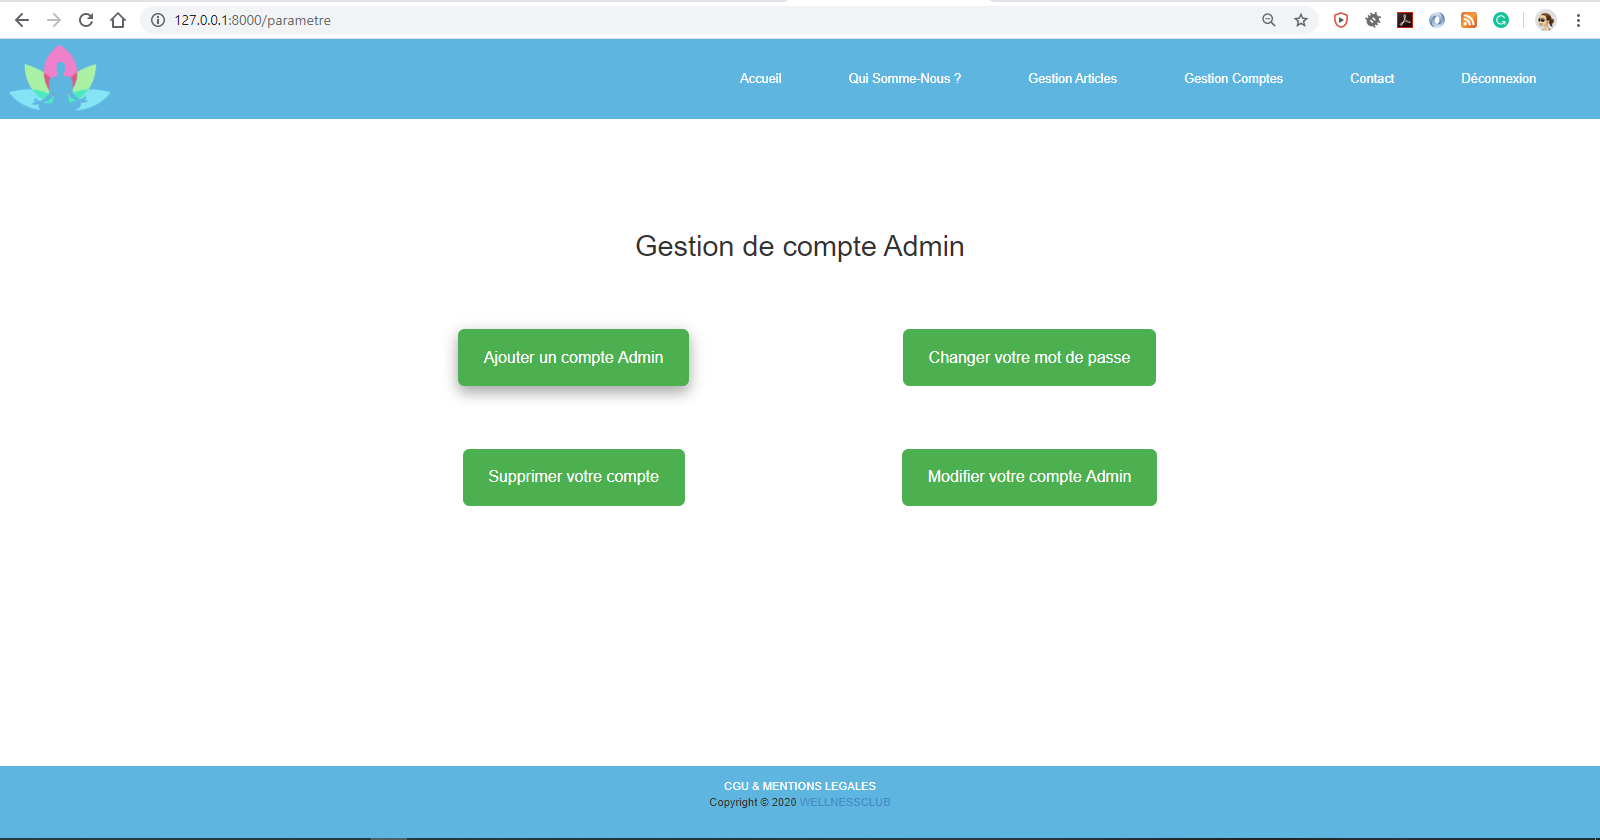 127.0.0.1:8000/parametre
Accueil
Qui Somme-Nous ?
Gestion Articles
Gestion Comptes
Contact
Déconnexion
Gestion de compte Admin
Ajouter un compte Admin
Changer votre mot de passe
Supprimer votre compte
Modifier votre compte Admin
CGU & MENTIONS LEGALES
Copyright © 2020 WELLNESSCLUB